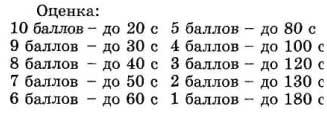 Оценка:
10 баллов – до 20 с 5 баллов – до 80 с
9 баллов – до 30 с 4 баллов – до 100 с
8 баллов – до 40 с 3 баллов – до 120 с
7 баллов – до 50 с 2 баллов – до 130 с
6 баллов – до 60 с 1 баллов – до 180 с